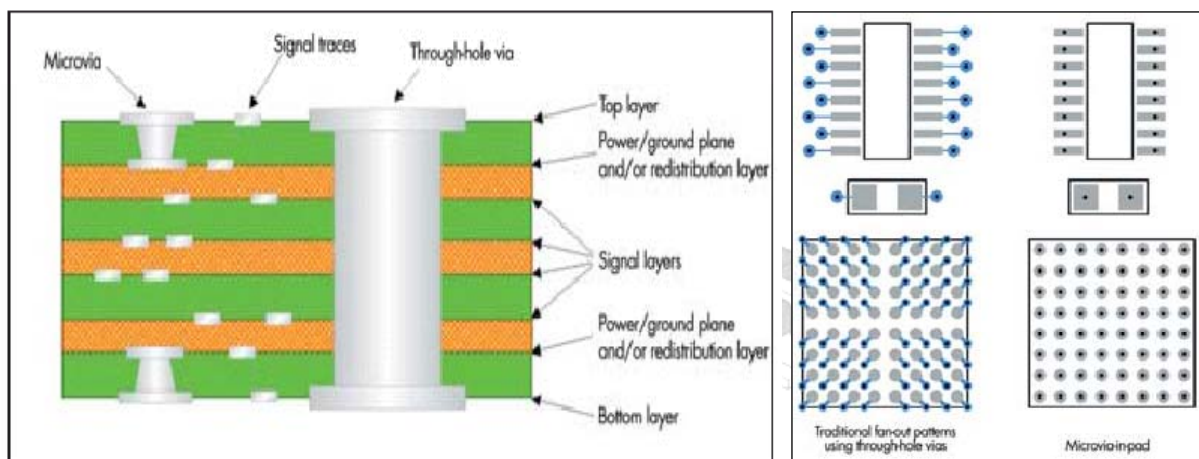 Microvia
Signal traces
Through-hole via
Top layer
Power/ground plane
and/or redistribution layer
Signal layers
Power/ground plane
and/or redistribution layer
Bottom layer
Traditional fan-out patterns
using through-hole vias
Microvia-in-pad